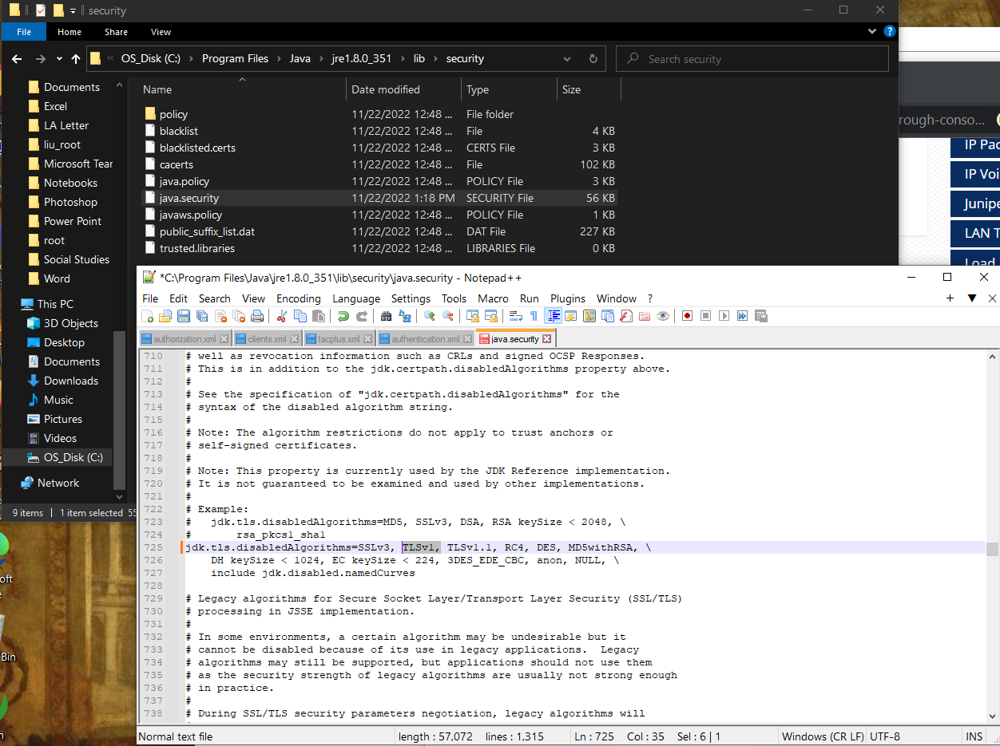 security
File Home Share View
OS_Disk (C:) Program Files Java jre1.8.0_351 lib security
Search security
Documents
Excel
LA Letter
liu_root
Microsoft Tear
Notebooks
Photoshop
Power Point
root
Social Studies
Word
This PC
3D Objects
Desktop
Documents
Downloads
Music
Pictures
Videos
OS_Disk (C:)
Network
9 items 1 item selected 55
Name Date modified Type Size
policy 11/22/2022 12:48 ... File folder
blacklist 11/22/2022 12:48 ... File 4 KB
blacklisted.certs 11/22/2022 12:48 ... CERTS File 3 KB
cacerts 11/22/2022 12:48 ... File 102 KB
java.policy 11/22/2022 12:48 ... POLICY File 3 KB
java.security 11/22/2022 1:18 PM SECURITY File 56 KB
javaws.policy 11/22/2022 12:48 ... POLICY File 1 KB
public_suffix_list.dat 11/22/2022 12:48 ... DAT File 227 KB
trusted.libraries 11/22/2022 12:48 ... LIBRARIES File 0 KB
rough-conso...
IP Pac
IP Voi
Junipe
LAN T
Load
*C:\Program Files\Java\jre1.8.0_351\lib\security\java.security - Notepad++
File Edit Search View Encoding Language Settings Tools Macro Run Plugins Window ?
authorization.xml clients.xml tacplus.xml authentication.xml java.security
710 # well as revocation information such as CRLs and signed OCSP Responses.
711 # This is in addition to the jdk.certpath.disabledAlgorithms property above.
712 #
713 # See the specification of "jdk.certpath.disabledAlgorithms" for the
714 # syntax of the disabled algorithm string.
715 #
716 # Note: The algorithm restrictions do not apply to trust anchors or
717 # self-signed certificates.
718 #
719 # Note: This property is currently used by the JDK Reference implementation.
720 # It is not guaranteed to be examined and used by other implementations.
721 #
722 # Example:
723 # jdk.tls.disabledAlgorithms=MD5, SSLv3, DSA, RSA keySize < 2048, \
724 # rsa_pkcs1_sha1
725 jdk.tls.disabledAlgorithms=SSLv3, TLSv1, TLSv1.1, RC4, DES, MD5withRSA, \
726 DH keySize < 1024, EC keySize < 224, 3DES_EDE_CBC, anon, NULL, \
727 include jdk.disabled.namedCurves
728
729 # Legacy algorithms for Secure Socket Layer/Transport Layer Security (SSL/TLS)
730 # processing in JSSE implementation.
731 #
732 # In some environments, a certain algorithm may be undesirable but it
733 # cannot be disabled because of its use in legacy applications. Legacy
734 # algorithms may still be supported, but applications should not use them
735 # as the security strength of legacy algorithms are usually not strong enough
736 # in practice.
737 #
738 # During SSL/TLS security parameters negotiation, legacy algorithms will
oft
Bin
Normal text file length : 57,072 lines : 1,315 Ln : 725 Col : 35 Sel : 6 | 1 Windows (CR LF) UTF-8 INS